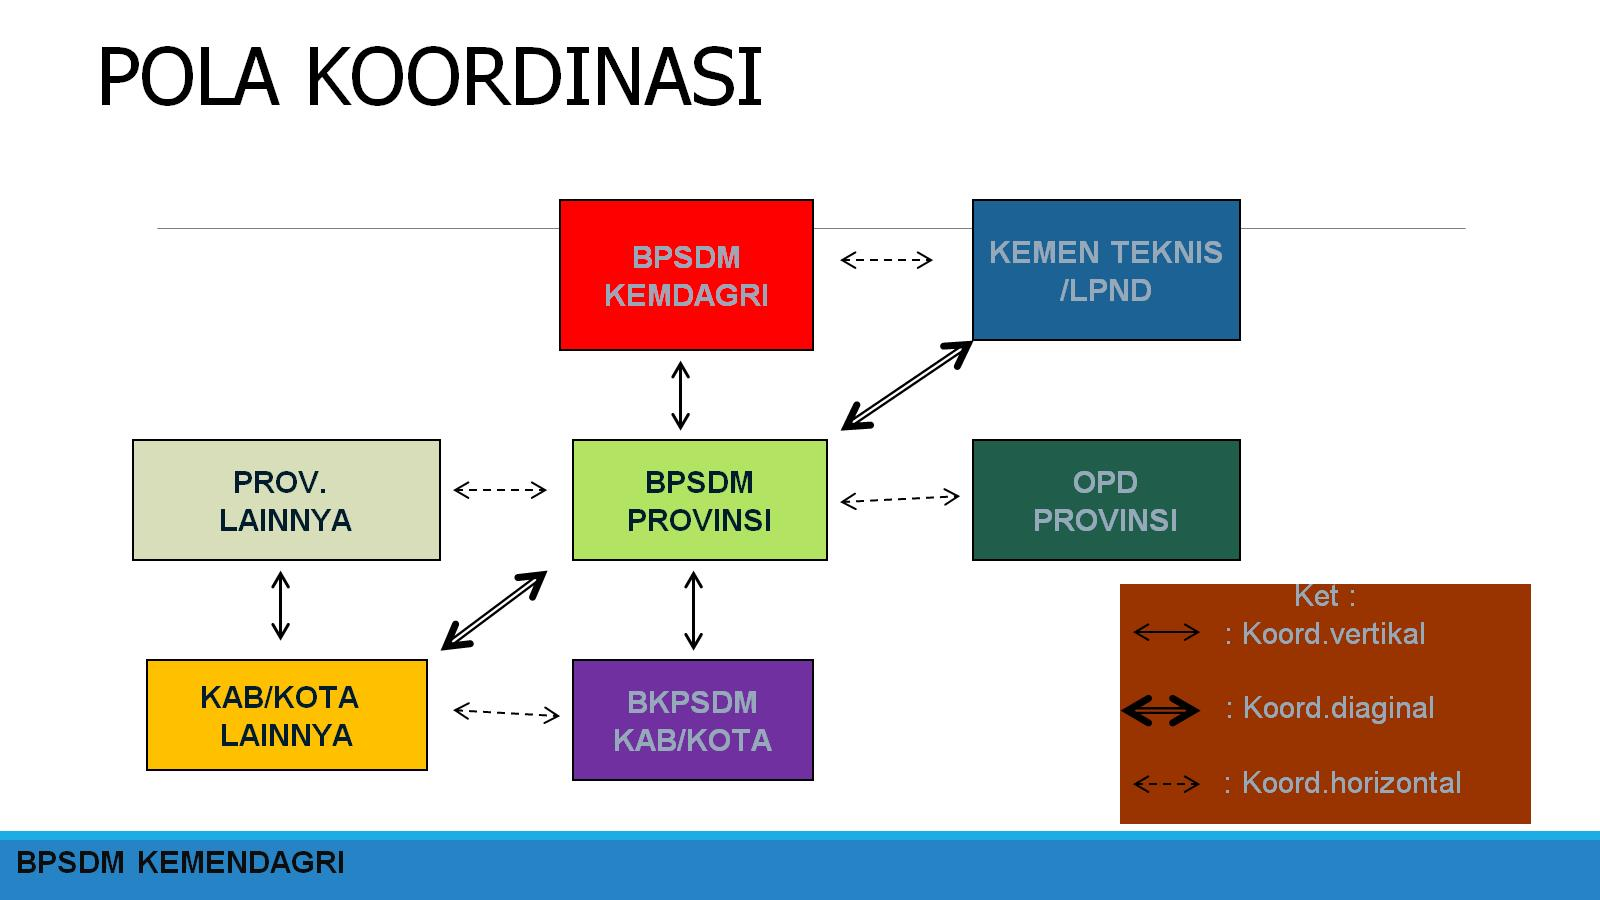 POLA KOORDINASI
BPSDM
KEMDAGRI
KEMEN TEKNIS
/LPND
PROV.
LAINNYA
BPSDM
PROVINSI
OPD
PROVINSI
KAB/KOTA
LAINNYA
BKPSDM
KAB/KOTA
Ket :
: Koord.vertikal
: Koord.diaginal
: Koord.horizontal
BPSDM KEMENDAGRI